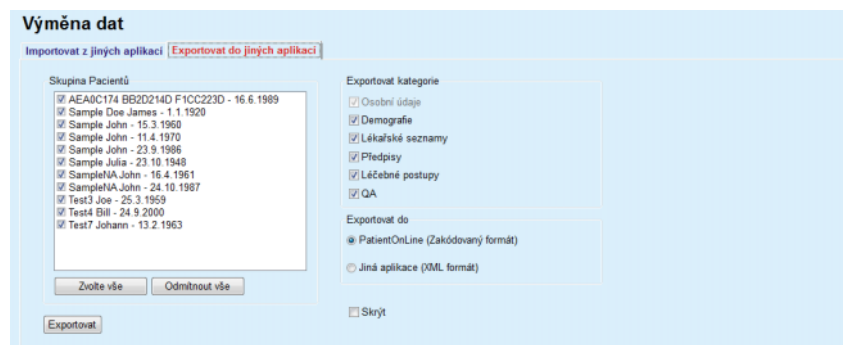 Výměna dat
Importovat z jiných aplikací Exportovat do jiných aplikací
Skupina Pacientů
AEA0C174 BB2D214D F1CC223D - 16.6.1989
Sample Doe James - 1.1.1920
Sample John - 15.3.1960
Sample John - 11.4.1970
Sample John - 23.9.1986
Sample Julia - 23.10.1948
SampleNA John - 16.4.1961
SampleNA John - 24.10.1987
Test3 Joe - 25.3.1959
Test4 Bill - 24.9.2000
Test7 Johann - 13.2.1963
Zvolte vše Odmítnout vše
Exportovat
Exportovat kategorie
Osobní údaje
Demografie
Lékařské seznamy
Předpisy
Léčebné postupy
QA
Exportovat do
PatientOnLine (Zakódovaný formát)
Jiná aplikace (XML formát)
Skrýt